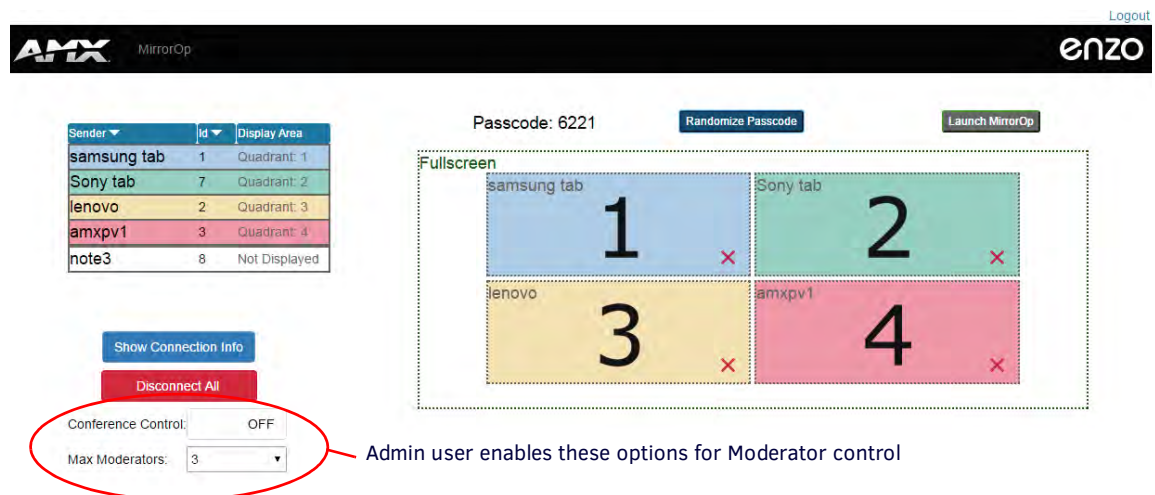 Logout
AMX MirrorOp enzo
Passcode: 6221 Randomize Passcode Launch MirrorOp
Sender Id Display Area
samsung tab 1 Quadrant: 1
Sony tab 7 Quadrant: 2
lenovo 2 Quadrant: 3
amxpv1 3 Quadrant: 4
note3 8 Not Displayed
Fullscreen
samsung tab Sony tab
1 2
lenovo amxpv1
3 4
Show Connection Info
Disconnect All
Conference Control: OFF
Max Moderators: 3
Admin user enables these options for Moderator control